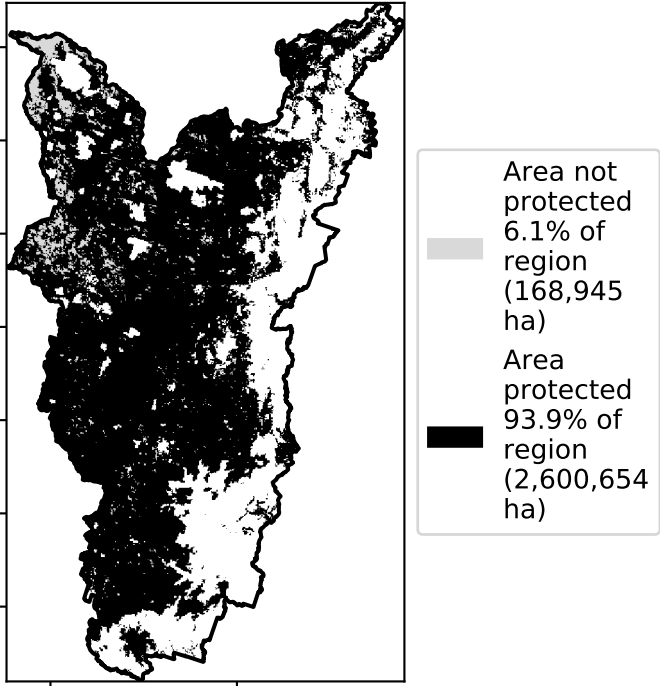 Area not
protected
6.1% of
region
(168,945
ha)
Area
protected
93.9% of
region
(2,600,654
ha)